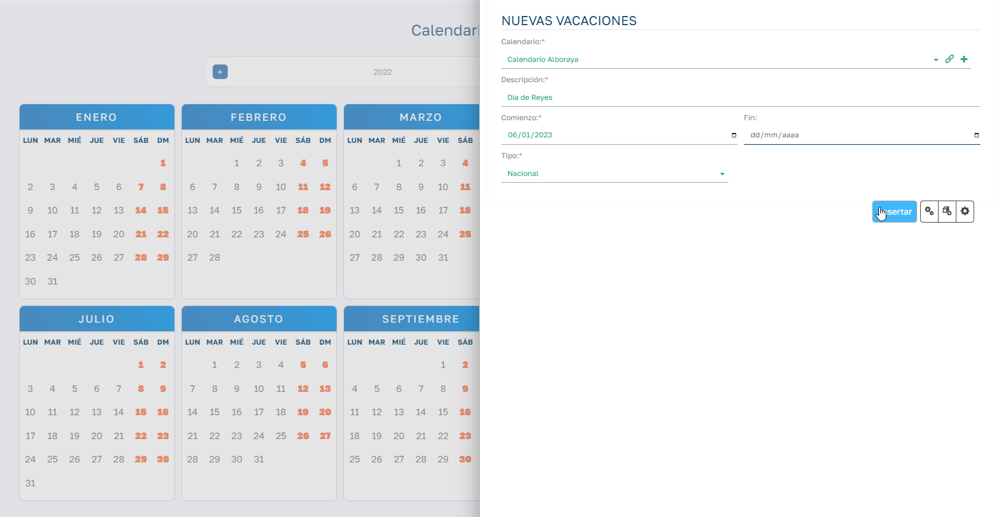 Calendari
2022
ENERO
LUN MAR MIÉ JUE VIE SÁB DM
1
2 3 4 5 6 7 8
9 10 11 12 13 14 15
16 17 18 19 20 21 22
23 24 25 26 27 28 29
30 31
FEBRERO
LUN MAR MIÉ JUE VIE SÁB DM
1 2 3 4 5
6 7 8 9 10 11 12
13 14 15 16 17 18 19
20 21 22 23 24 25 26
27 28
MARZO
LUN MAR MIÉ JUE VIE SÁB
1 2 3 4
6 7 8 9 10 11
13 14 15 16 17 18
20 21 22 23 24 25
27 28 29 30 31
JULIO
LUN MAR MIÉ JUE VIE SÁB DM
1 2
3 4 5 6 7 8 9
10 11 12 13 14 15 16
17 18 19 20 21 22 23
24 25 26 27 28 29 30
31
AGOSTO
LUN MAR MIÉ JUE VIE SÁB DM
1 2 3 4 5 6
7 8 9 10 11 12 13
14 15 16 17 18 19 20
21 22 23 24 25 26 27
28 29 30 31
SEPTIEMBRE
LUN MAR MIÉ JUE VIE SÁB
1 2
4 5 6 7 8 9
11 12 13 14 15 16
18 19 20 21 22 23
25 26 27 28 29 30
NUEVAS VACACIONES
Calendario:*
Calendario Alboraya
Descripción:*
Dia de Reyes
Comienzo:*
06/01/2023
Fin:
dd/mm/aaaa
Tipo:*
Nacional
sertar